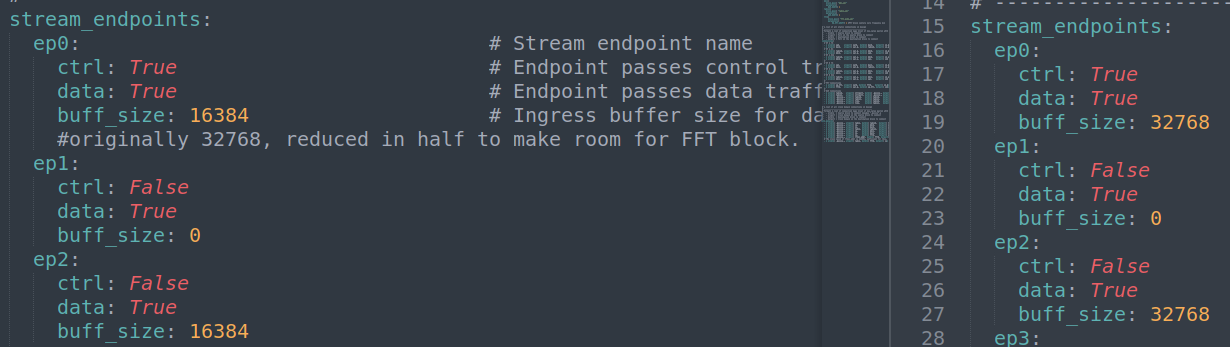 stream_endpoints:
ep0: # Stream endpoint name
ctrl: True # Endpoint passes control tr
data: True # Endpoint passes data traff
buff_size: 16384 # Ingress buffer size for da
#originally 32768, reduced in half to make room for FFT block.
ep1:
ctrl: False
data: True
buff_size: 0
ep2:
ctrl: False
data: True
buff_size: 16384
14 # --------------------
15 stream_endpoints:
16 ep0:
17 ctrl: True
18 data: True
19 buff_size: 32768
20 ep1:
21 ctrl: False
22 data: True
23 buff_size: 0
24 ep2:
25 ctrl: False
26 data: True
27 buff_size: 32768
28 ep3: